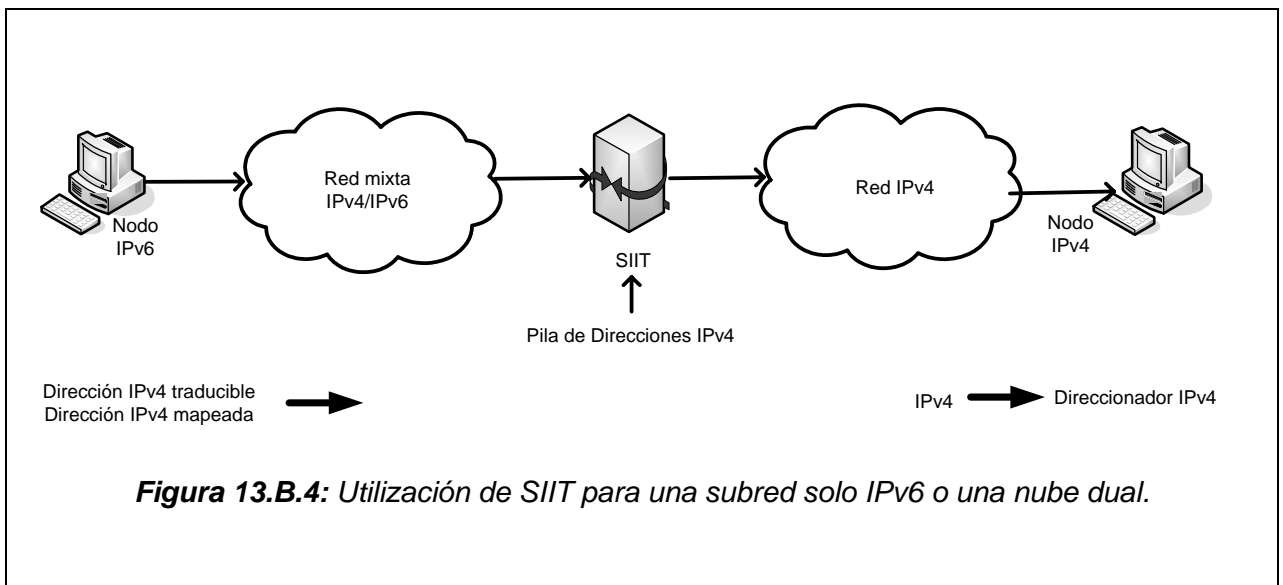 Nodo
IPv6
Red mixta
IPv4/IPv6
SIIT
Red IPv4
Nodo
IPv4
Pila de Direcciones IPv4
Dirección IPv4 traducible
Dirección IPv4 mapeada
IPv4
Direccionador IPv4
Figura 13.B.4: Utilización de SIIT para una subred solo IPv6 o una nube dual.